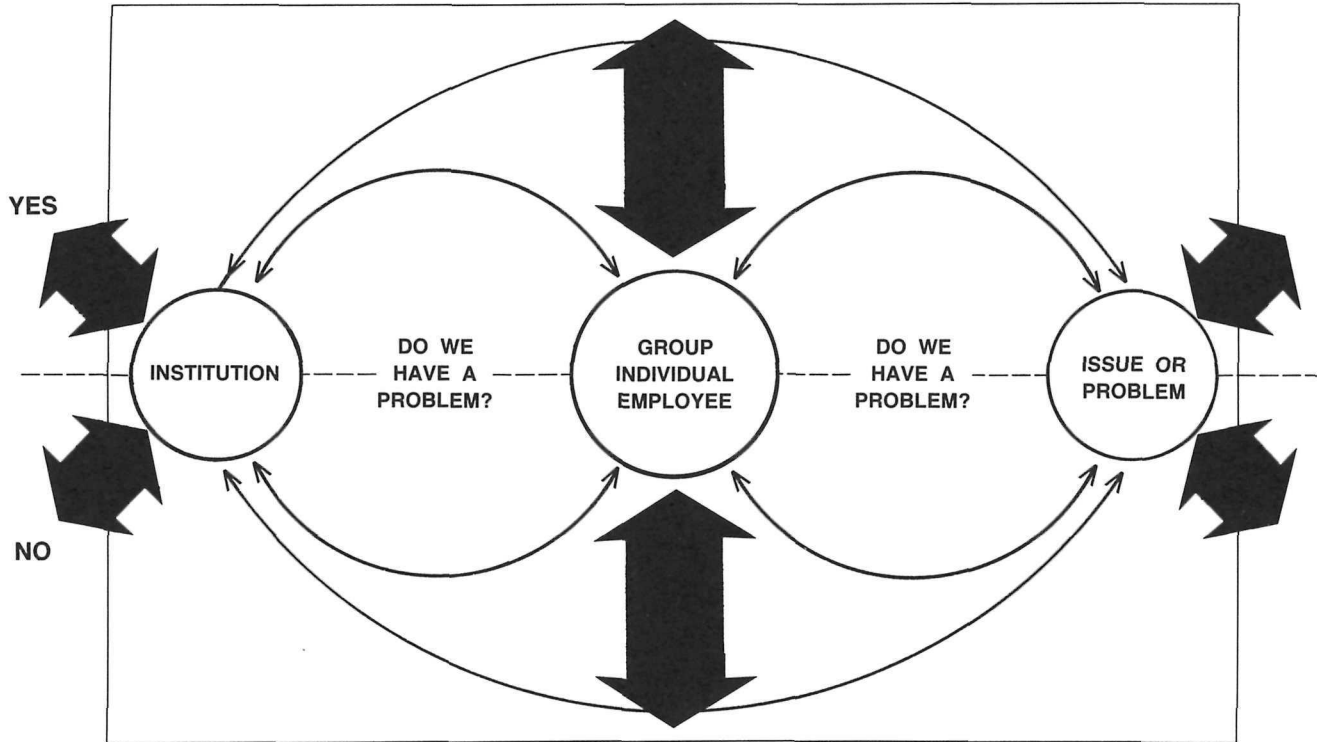 YES
INSTITUTION
DO WE
HAVE A
PROBLEM?
GROUP
INDIVIDUAL
EMPLOYEE
DO WE
HAVE A
PROBLEM?
ISSUE OR
PROBLEM
NO